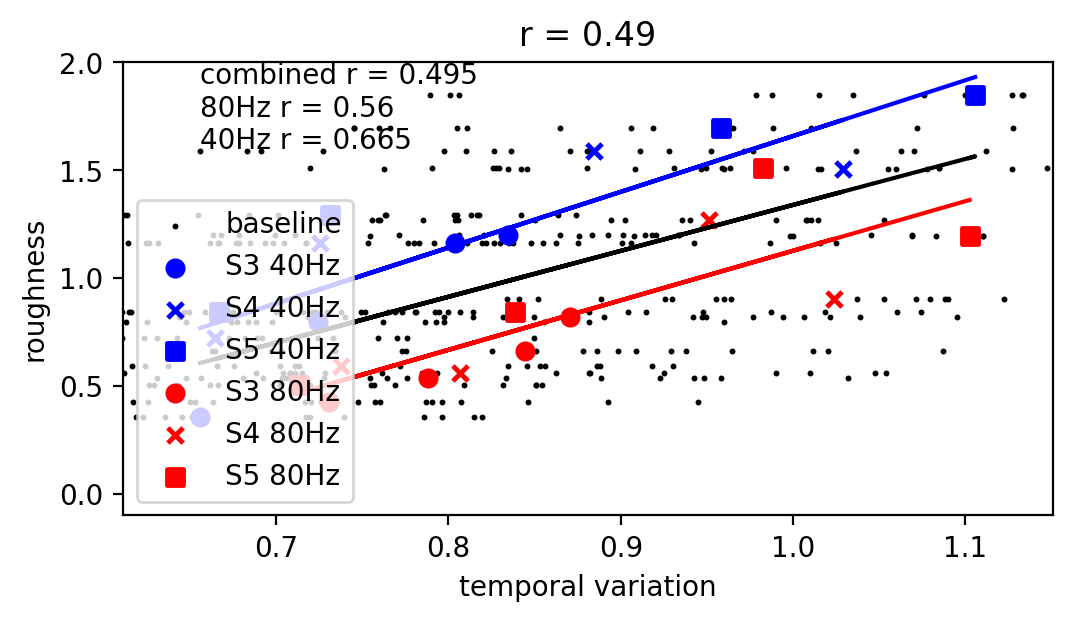 r = 0.49
combined r = 0.495
80Hz r = 0.56
40Hz r = 0.665
2.0
1.5
1.0
0.5
0.0
roughness
baseline
S3 40Hz
S4 40Hz
S5 40Hz
S3 80Hz
S4 80Hz
S5 80Hz
0.7 0.8 0.9 1.0 1.1
temporal variation